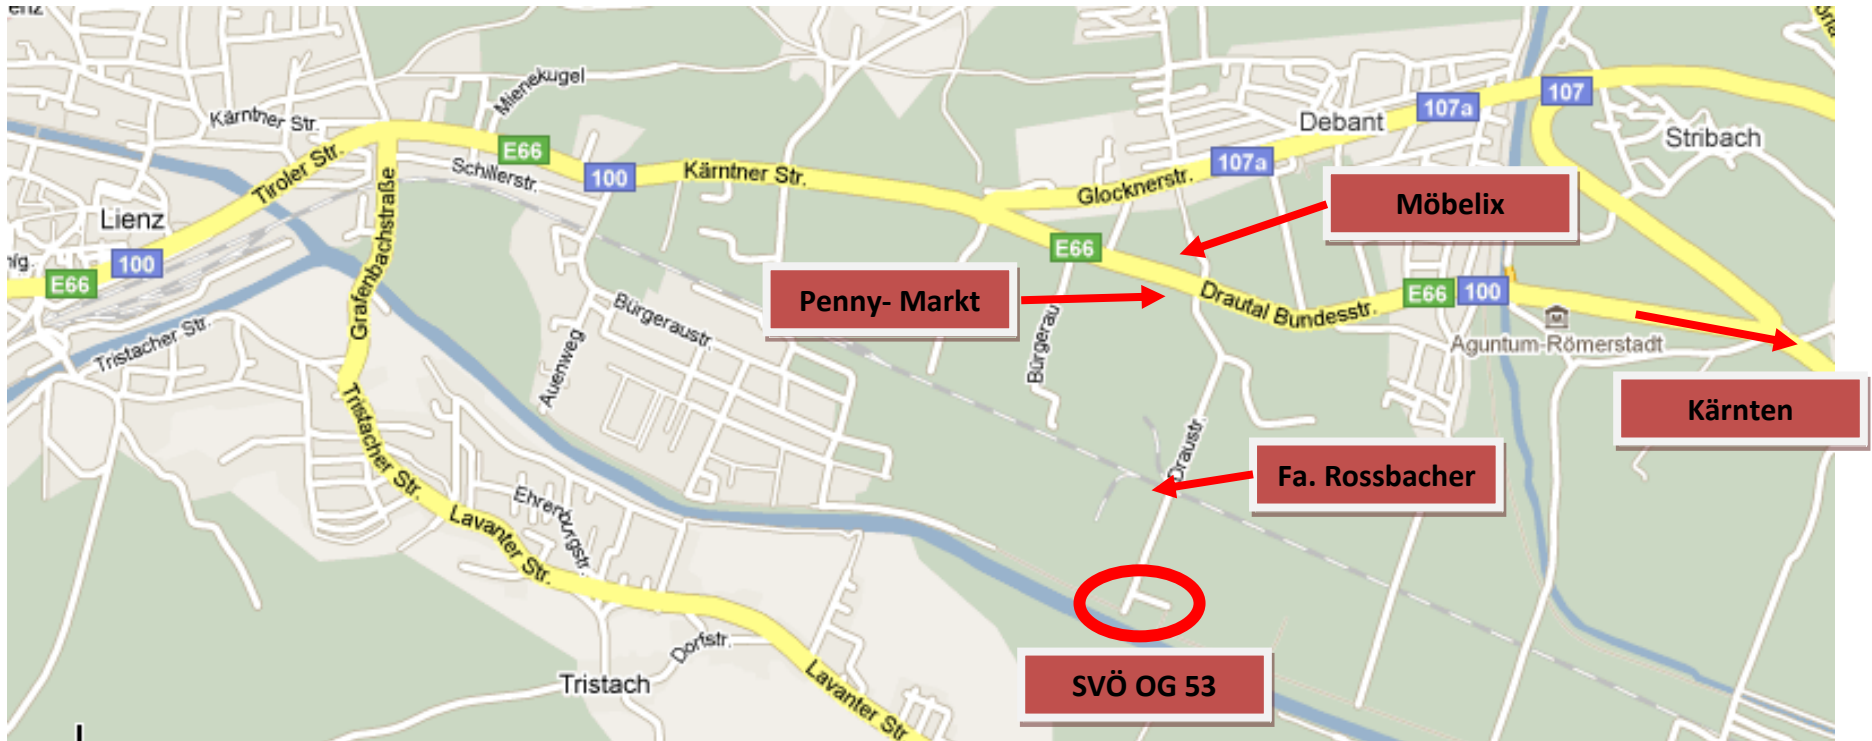 enz
Kärntner Str.
Mienekugel
Tiroler Str.
E66
Schillerstr.
100
Kärntner Str.
Lienz
100
E66
Grafenbachstraße
Tristacher Str.
Bürgeraustr.
Auenweg
Tristacher Str.
Lavanter Str.
Ehrenburgstr.
Dorfstr.
Tristach
Lavanter Str
Debant
107a
107
Stribach
107a
Glocknerstr.
Möbelix
E66
Penny- Markt
Drautal Bundesstr.
E66
100
Bürgerau
Aguntum-Römerstadt
Kärnten
Draustr.
Fa. Rossbacher
SVÖ OG 53